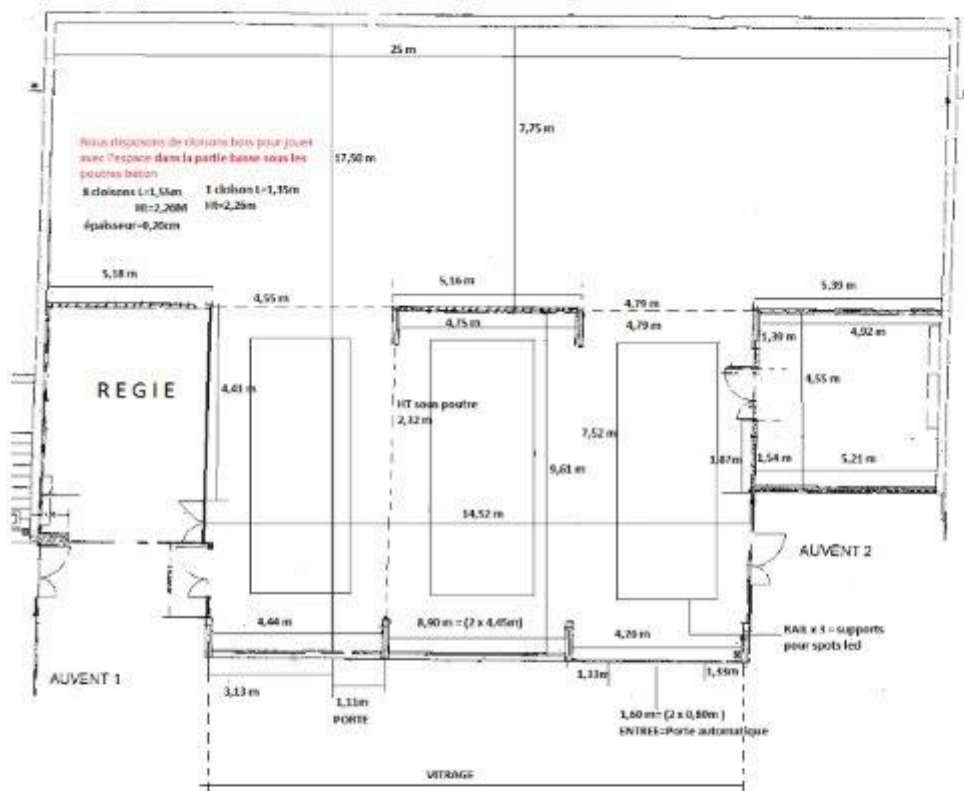 25 m
7,75 m
Nous disposons de cloisons bois pour jouer
avec l'espace dans la partie basse sous les
poutres beton
17,50 m
8 cloisons L=1,55m
1 cloison L=1,35m
Ht=2,26M
Ht=2,26m
épaisseur=0,20cm
5,18 m
4,55 m
5,16 m
4,79 m
5,39 m
4,75 m
4,79 m
4,92 m
1,39 m
REGIE
4,41 m
HT sous poutre
2,32 m
4,55 m
7,52 m
9,61 m
1,87m
1,54 m
5,21 m
14,52 m
AUVENT 2
4,44 m
8,90 m = (2 x 4,45m)
4,26 m
RAIL x 3 = supports
pour spots led
AUVENT 1
3,13 m
1,11m
PORTE
1,33m
1,33m
1,60 m= (2 x 0,80m )
ENTREE=Porte automatique
VITRAGE